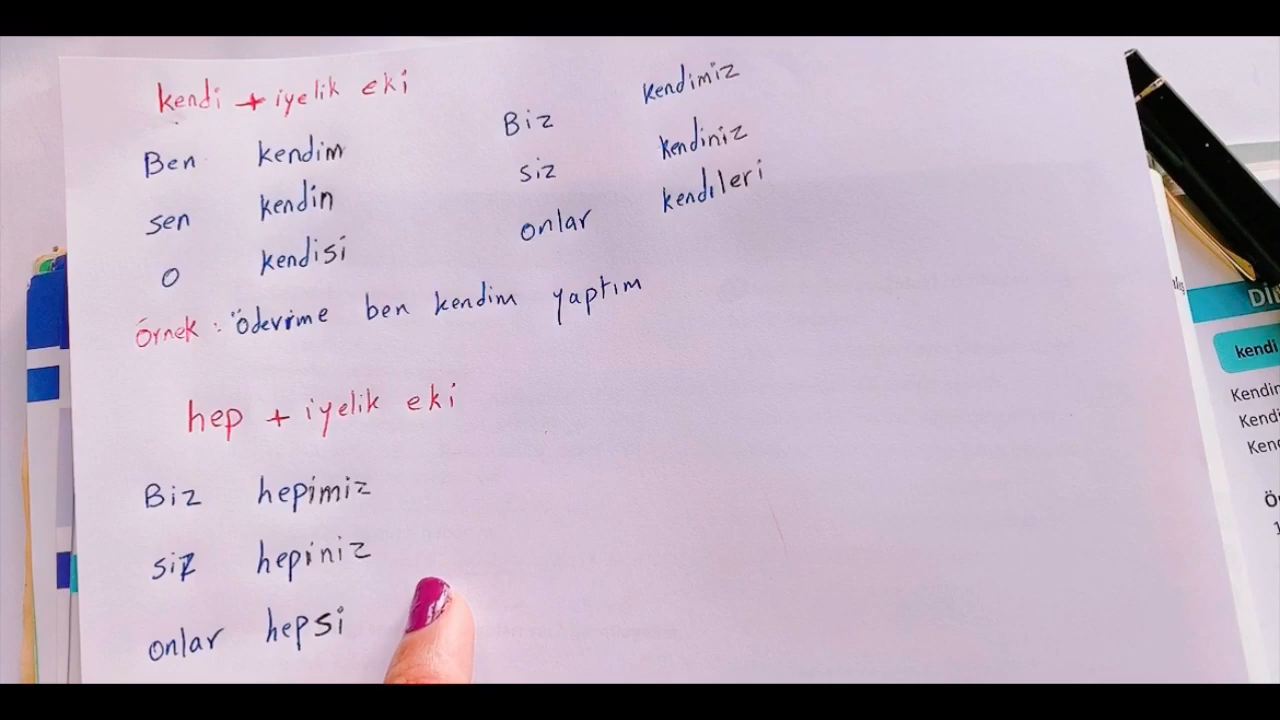 kendi + iyelik eki
Ben kendim Biz kendimiz
sen kendin siz kendiniz
o kendisi onlar kendileri
Örnek : ödevime ben kendim yaptım
hep + iyelik eki
Biz hepimiz
siz hepiniz
onlar hepsi
kendi